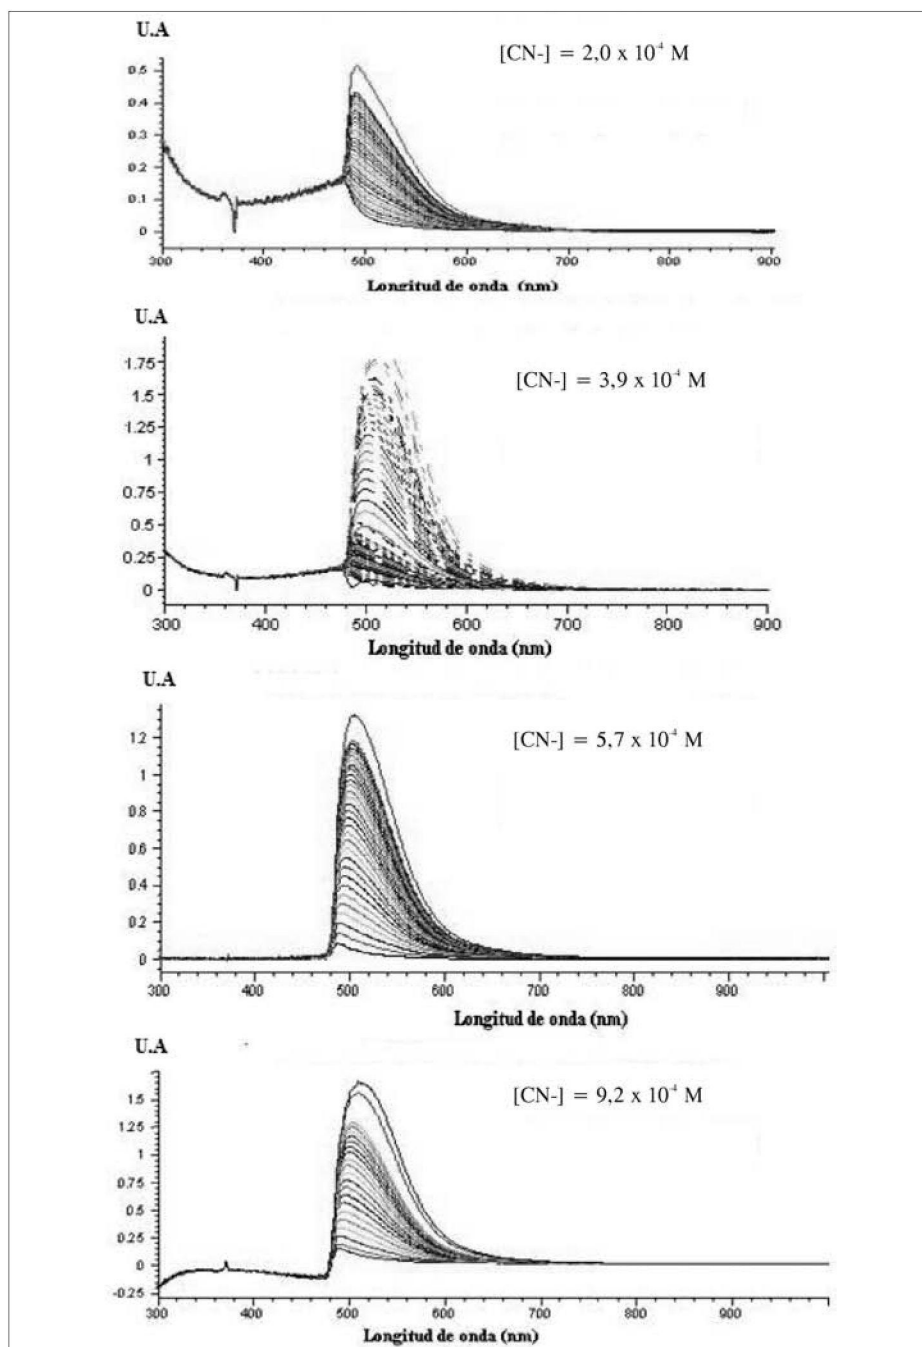 U.A
[CN-] = 2,0 x 10⁻⁴ M
0.5
0.4
0.3
0.2
0.1
0
300 400 500 600 700 800 900
Longitud de onda (nm)
U.A
[CN-] = 3,9 x 10⁻⁴ M
1.75
1.5
1.25
1
0.75
0.5
0.25
0
300 400 500 600 700 800 900
Longitud de onda (nm)
U.A
[CN-] = 5,7 x 10⁻⁴ M
1.2
1
0.8
0.6
0.4
0.2
0
300 400 500 600 700 800 900
Longitud de onda (nm)
U.A
[CN-] = 9,2 x 10⁻⁴ M
1.5
1.25
1
0.75
0.5
0.25
0
-0.25
300 400 500 600 700 800 900
Longitud de onda (nm)